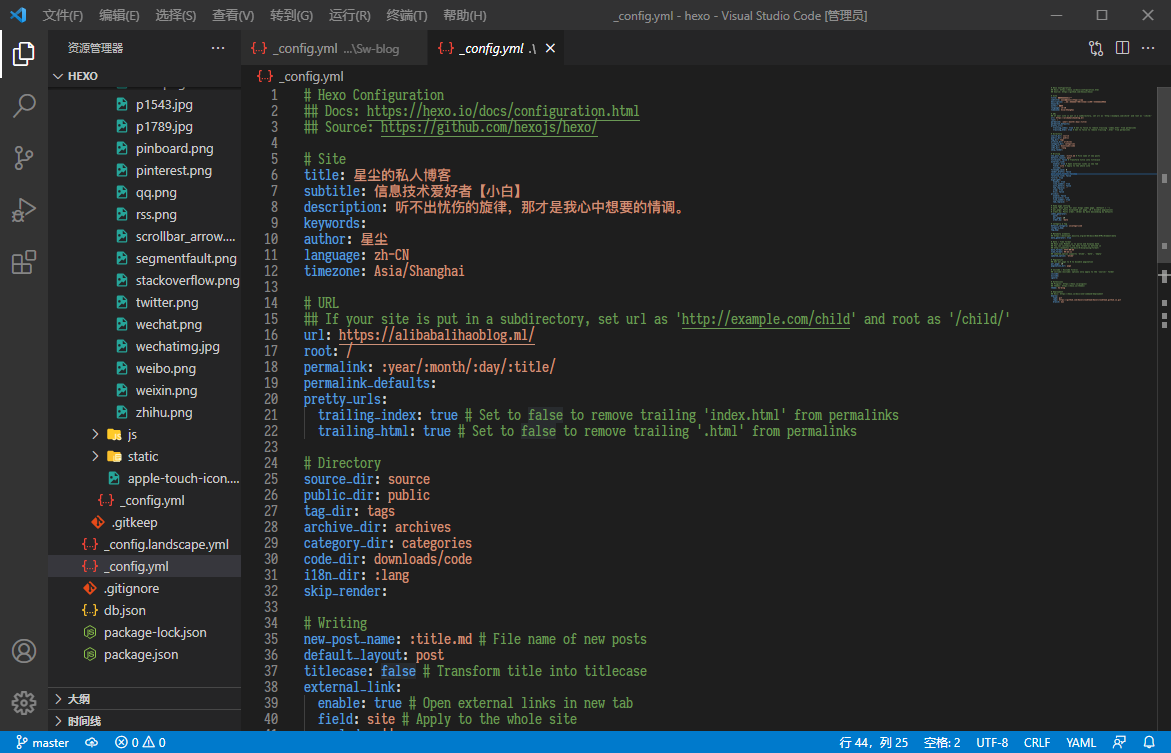 文件(F) 编辑(E) 选择(S) 查看(V) 转到(G) 运行(R) 终端(T) 帮助(H) _config.yml - hexo - Visual Studio Code [管理员]
资源管理器 ···
HEXO
p1543.jpg
p1789.jpg
pinboard.png
pinterest.png
qq.png
rss.png
scrollbar_arrow....
segmentfault.png
stackoverflow.png
twitter.png
wechat.png
wechatimg.jpg
weibo.png
weixin.png
zhihu.png
js
static
apple-touch-icon....
_config.yml
.gitkeep
_config.landscape.yml
_config.yml
.gitignore
db.json
package-lock.json
package.json
大纲
时间线
_config.yml ...\Sw-blog
_config.yml .\
_config.yml
1 # Hexo Configuration
2 ## Docs: https://hexo.io/docs/configuration.html
3 ## Source: https://github.com/hexojs/hexo/
4
5 # Site
6 title: 星尘的私人博客
7 subtitle: 信息技术爱好者【小白】
8 description: 听不出忧伤的旋律，那才是我心中想要的情调。
9 keywords:
10 author: 星尘
11 language: zh-CN
12 timezone: Asia/Shanghai
13
14 # URL
15 ## If your site is put in a subdirectory, set url as 'http://example.com/child' and root as '/child/'
16 url: https://alibabalihaoblog.ml/
17 root: /
18 permalink: :year/:month/:day/:title/
19 permalink_defaults:
20 pretty_urls:
21 trailing_index: true # Set to false to remove trailing 'index.html' from permalinks
22 trailing_html: true # Set to false to remove trailing '.html' from permalinks
23
24 # Directory
25 source_dir: source
26 public_dir: public
27 tag_dir: tags
28 archive_dir: archives
29 category_dir: categories
30 code_dir: downloads/code
31 i18n_dir: :lang
32 skip_render:
33
34 # Writing
35 new_post_name: :title.md # File name of new posts
36 default_layout: post
37 titlecase: false # Transform title into titlecase
38 external_link:
39 enable: true # Open external links in new tab
40 field: site # Apply to the whole site
master 0 0 行 44，列 25 空格: 2 UTF-8 CRLF YAML